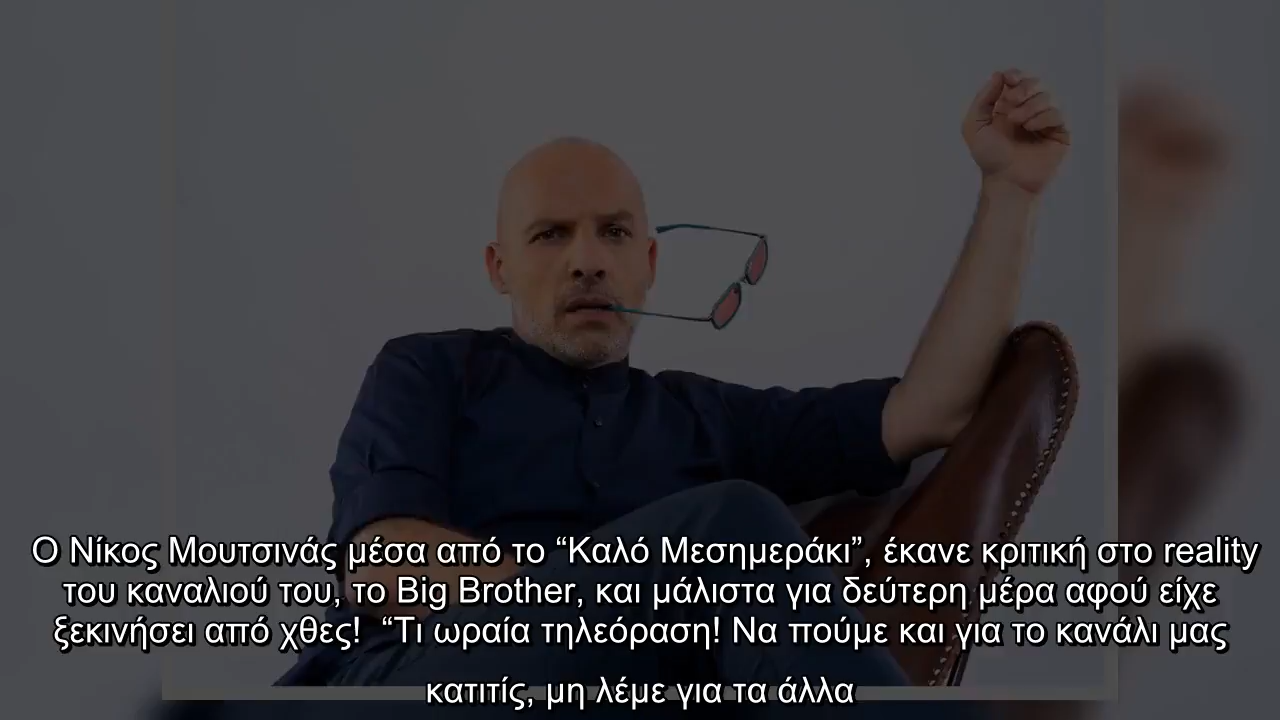 Ο Νίκος Μουτσινάς μέσα από το “Καλό Μεσημεράκι”, έκανε κριτική στο reality
του καναλιού του, το Big Brother, και μάλιστα για δεύτερη μέρα αφού είχε
ξεκινήσει από χθες!  “Τι ωραία τηλεόραση! Να πούμε και για το κανάλι μας
κατιτίς, μη λέμε για τα άλλα